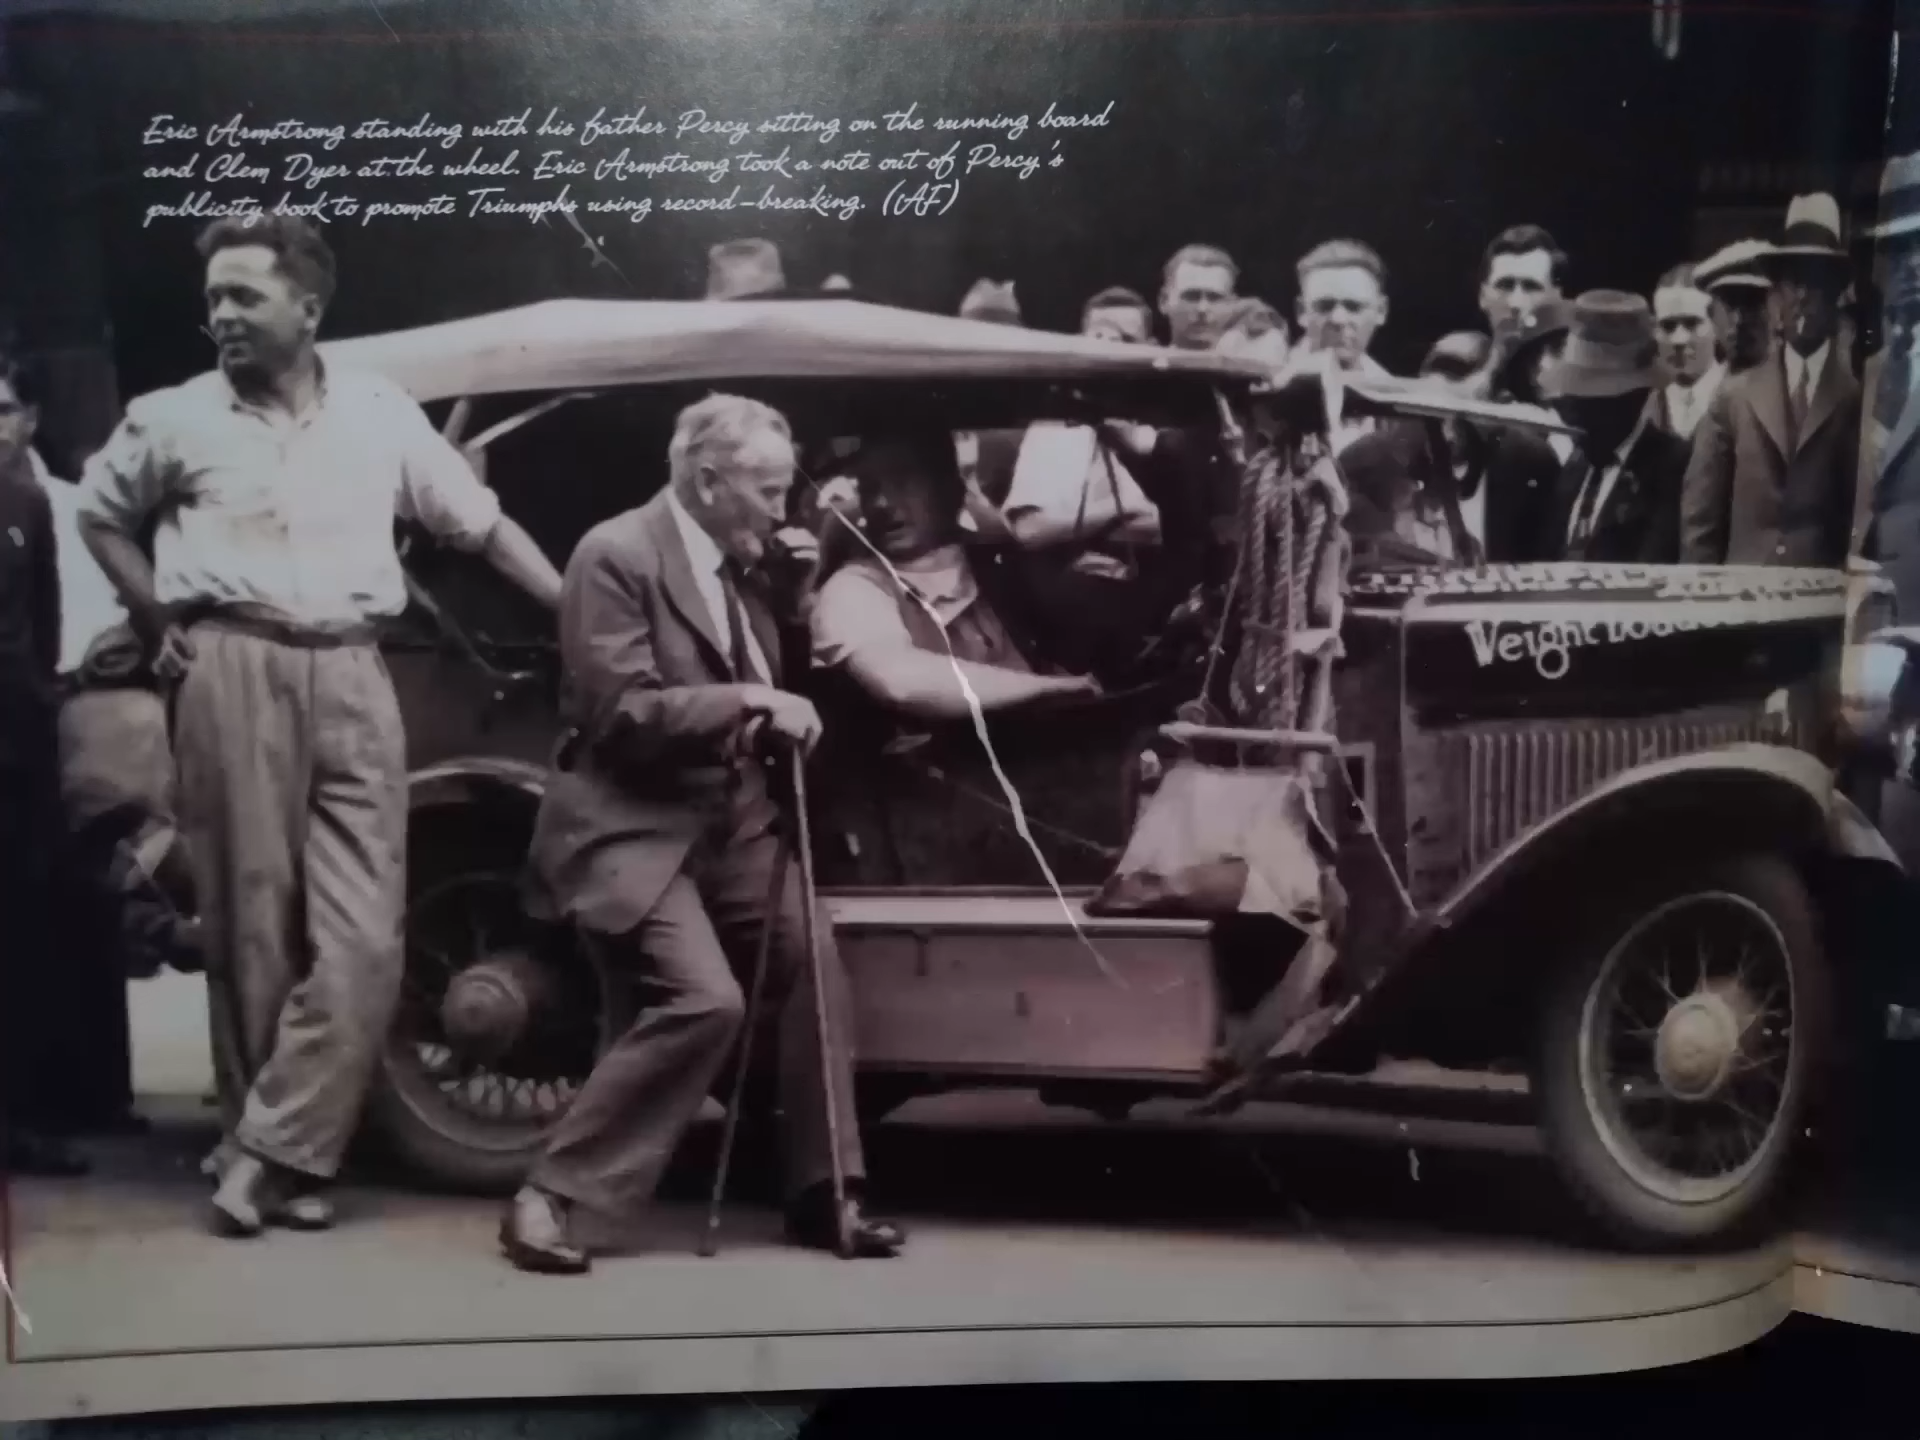 Eric Armstrong standing with his father Percy sitting on the running board
and Clem Dyer at the wheel. Eric Armstrong took a note out of Percy's
publicity book to promote Triumphs using record-breaking. (AF)
Weight